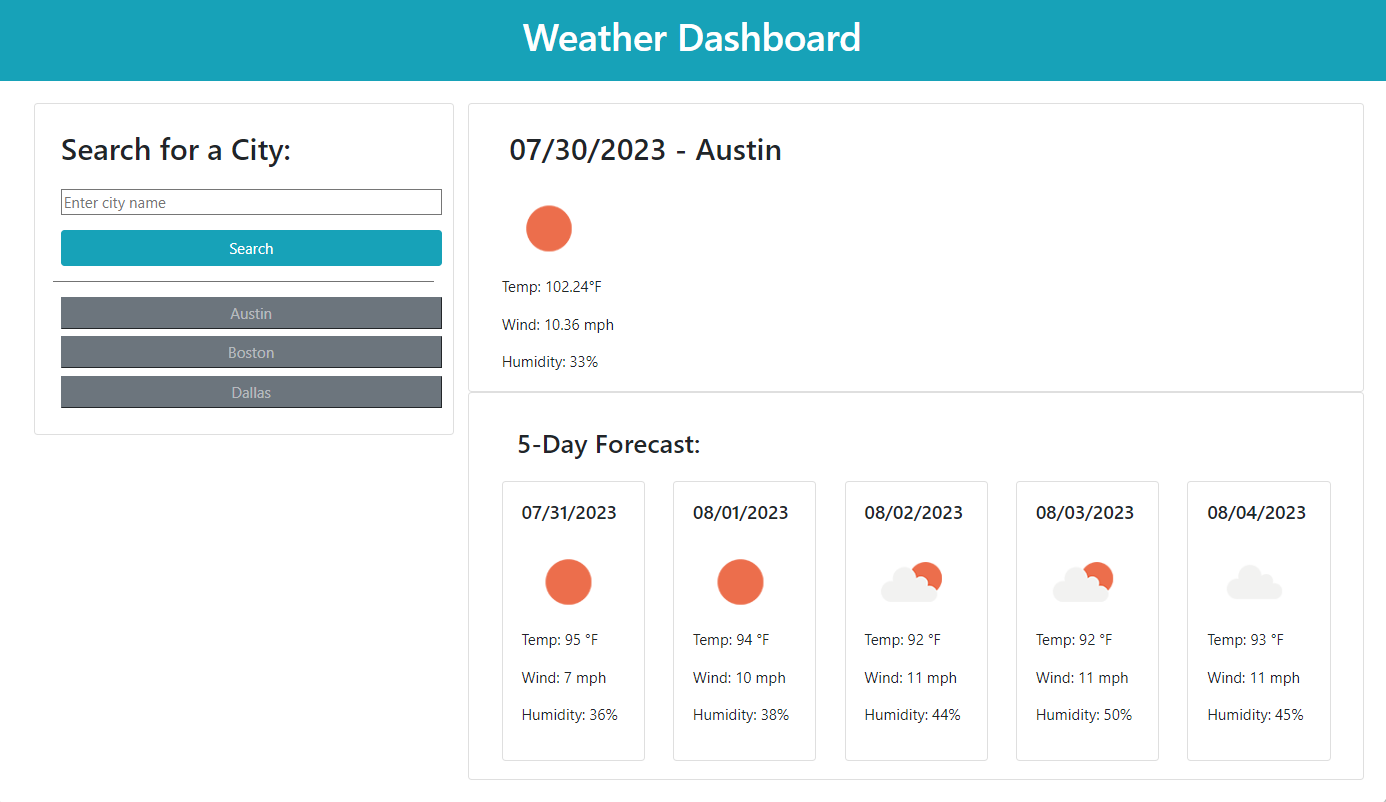 Weather Dashboard
Search for a City:
Enter city name
Search
Austin
Boston
Dallas
07/30/2023 - Austin
Temp: 102.24°F
Wind: 10.36 mph
Humidity: 33%
5-Day Forecast:
07/31/2023
Temp: 95 °F
Wind: 7 mph
Humidity: 36%
08/01/2023
Temp: 94 °F
Wind: 10 mph
Humidity: 38%
08/02/2023
Temp: 92 °F
Wind: 11 mph
Humidity: 44%
08/03/2023
Temp: 92 °F
Wind: 11 mph
Humidity: 50%
08/04/2023
Temp: 93 °F
Wind: 11 mph
Humidity: 45%